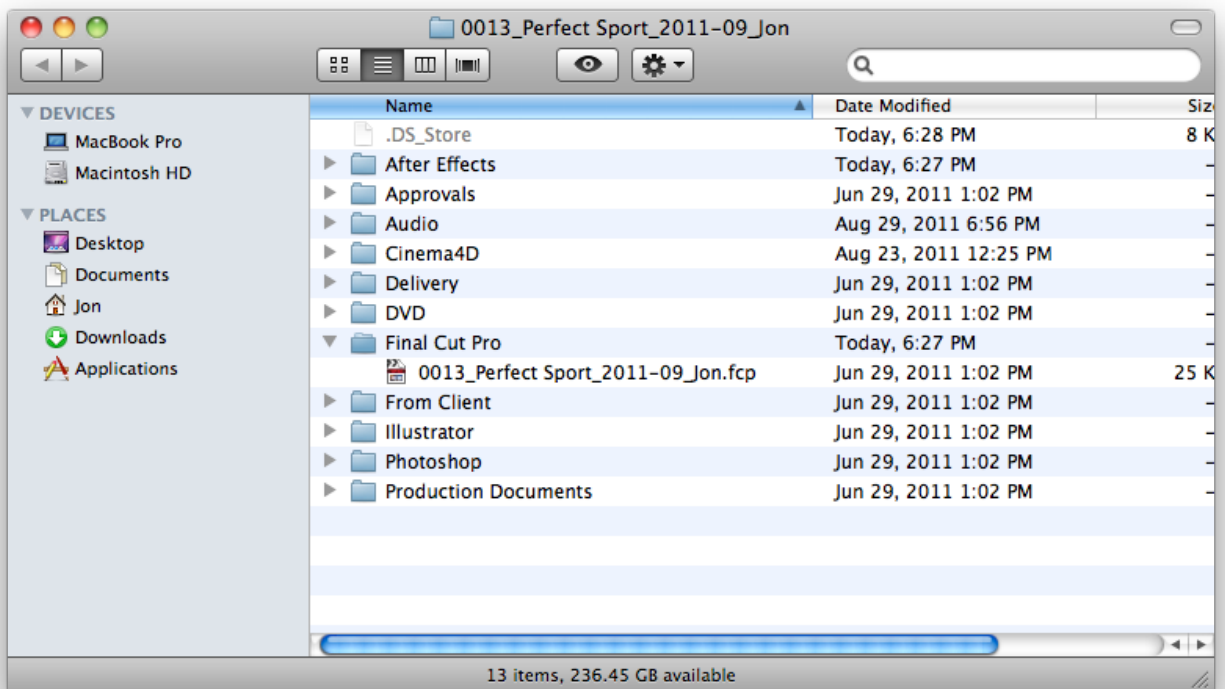 0013_Perfect Sport_2011-09_Jon
DEVICES
MacBook Pro
Macintosh HD
PLACES
Desktop
Documents
Jon
Downloads
Applications
Name Date Modified Siz
.DS_Store Today, 6:28 PM 8 K
After Effects Today, 6:27 PM –
Approvals Jun 29, 2011 1:02 PM –
Audio Aug 29, 2011 6:56 PM –
Cinema4D Aug 23, 2011 12:25 PM –
Delivery Jun 29, 2011 1:02 PM –
DVD Jun 29, 2011 1:02 PM –
Final Cut Pro Today, 6:27 PM –
0013_Perfect Sport_2011-09_Jon.fcp Jun 29, 2011 1:02 PM 25 K
From Client Jun 29, 2011 1:02 PM –
Illustrator Jun 29, 2011 1:02 PM –
Photoshop Jun 29, 2011 1:02 PM –
Production Documents Jun 29, 2011 1:02 PM –
13 items, 236.45 GB available